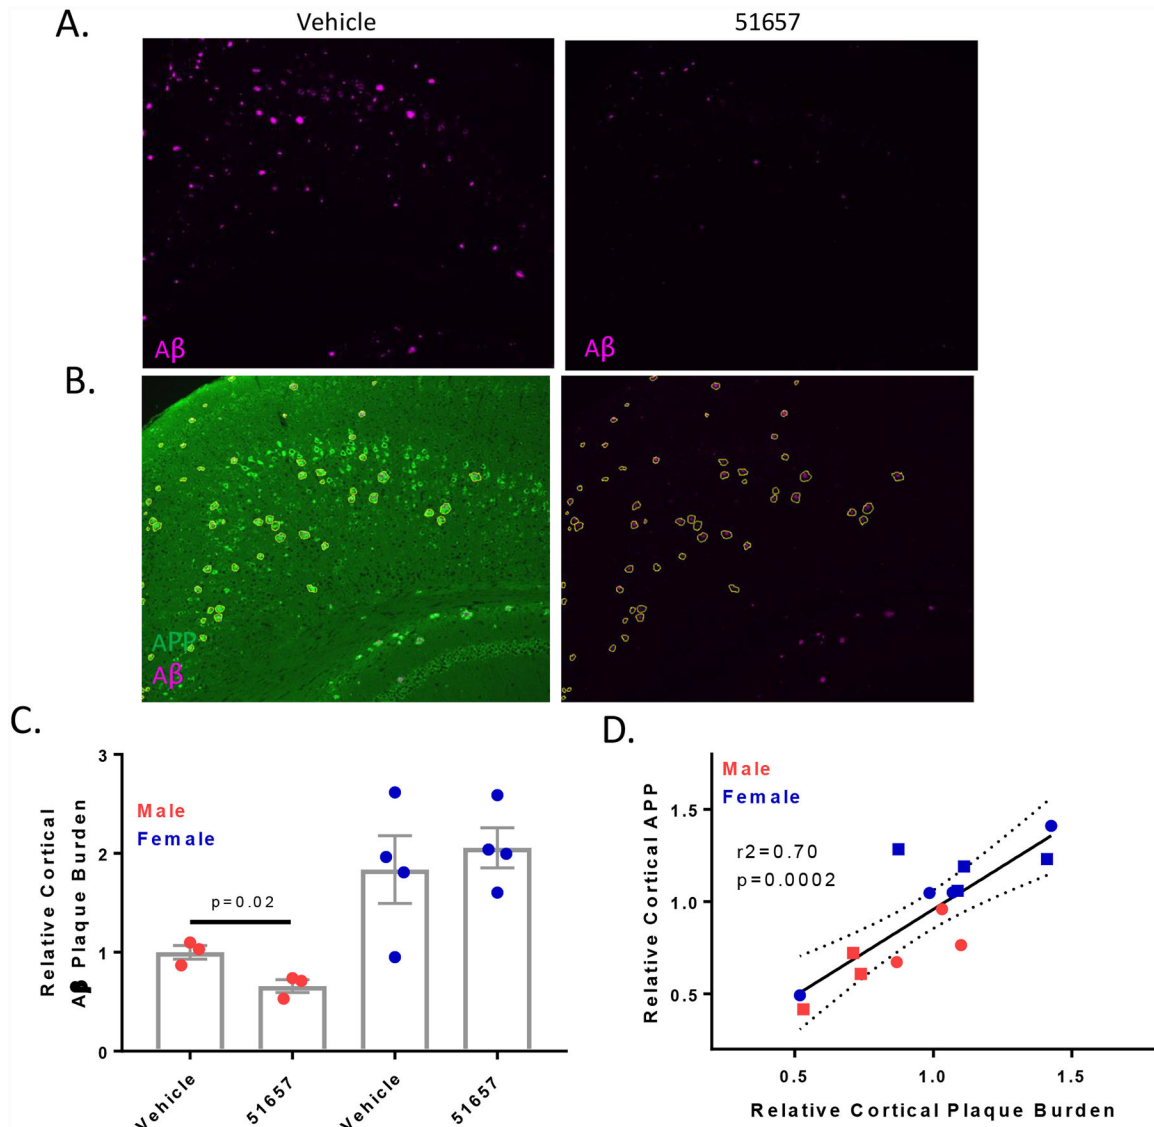 A.
Vehicle
51657
Aβ
Aβ
B.
APP
Aβ
C.
Relative Cortical
Aβ Plaque Burden
3
2
1
0
Male
Female
p=0.02
Vehicle
51657
Vehicle
51657
D.
Relative Cortical APP
1.5
1.0
0.5
Male
Female
r2=0.70
p=0.0002
0.5
1.0
1.5
Relative Cortical Plaque Burden